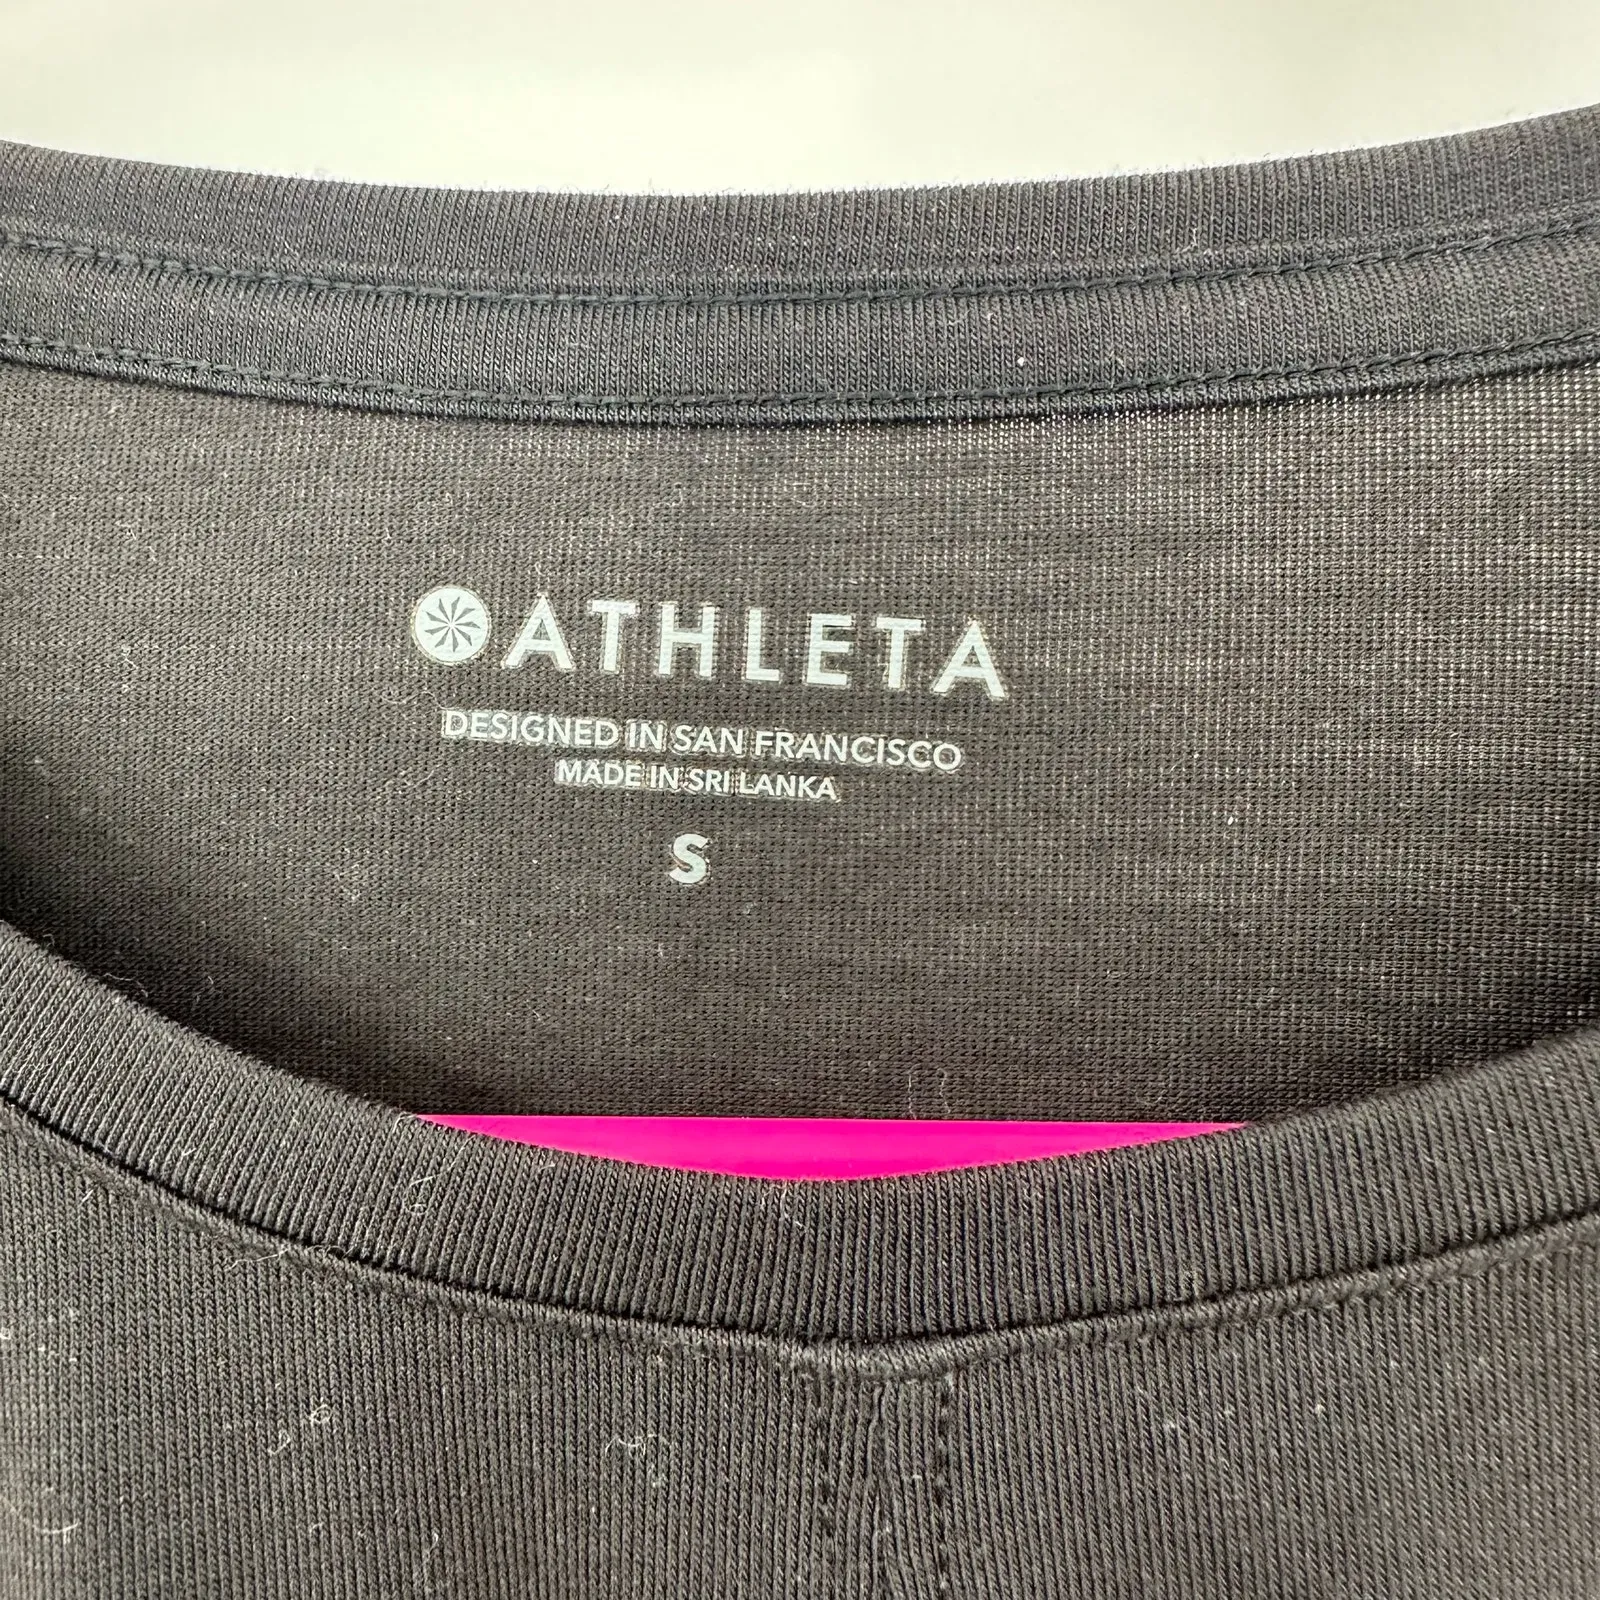 ATHLETA
DESIGNED IN SAN FRANCISCO
MADE IN SRI LANKA
S